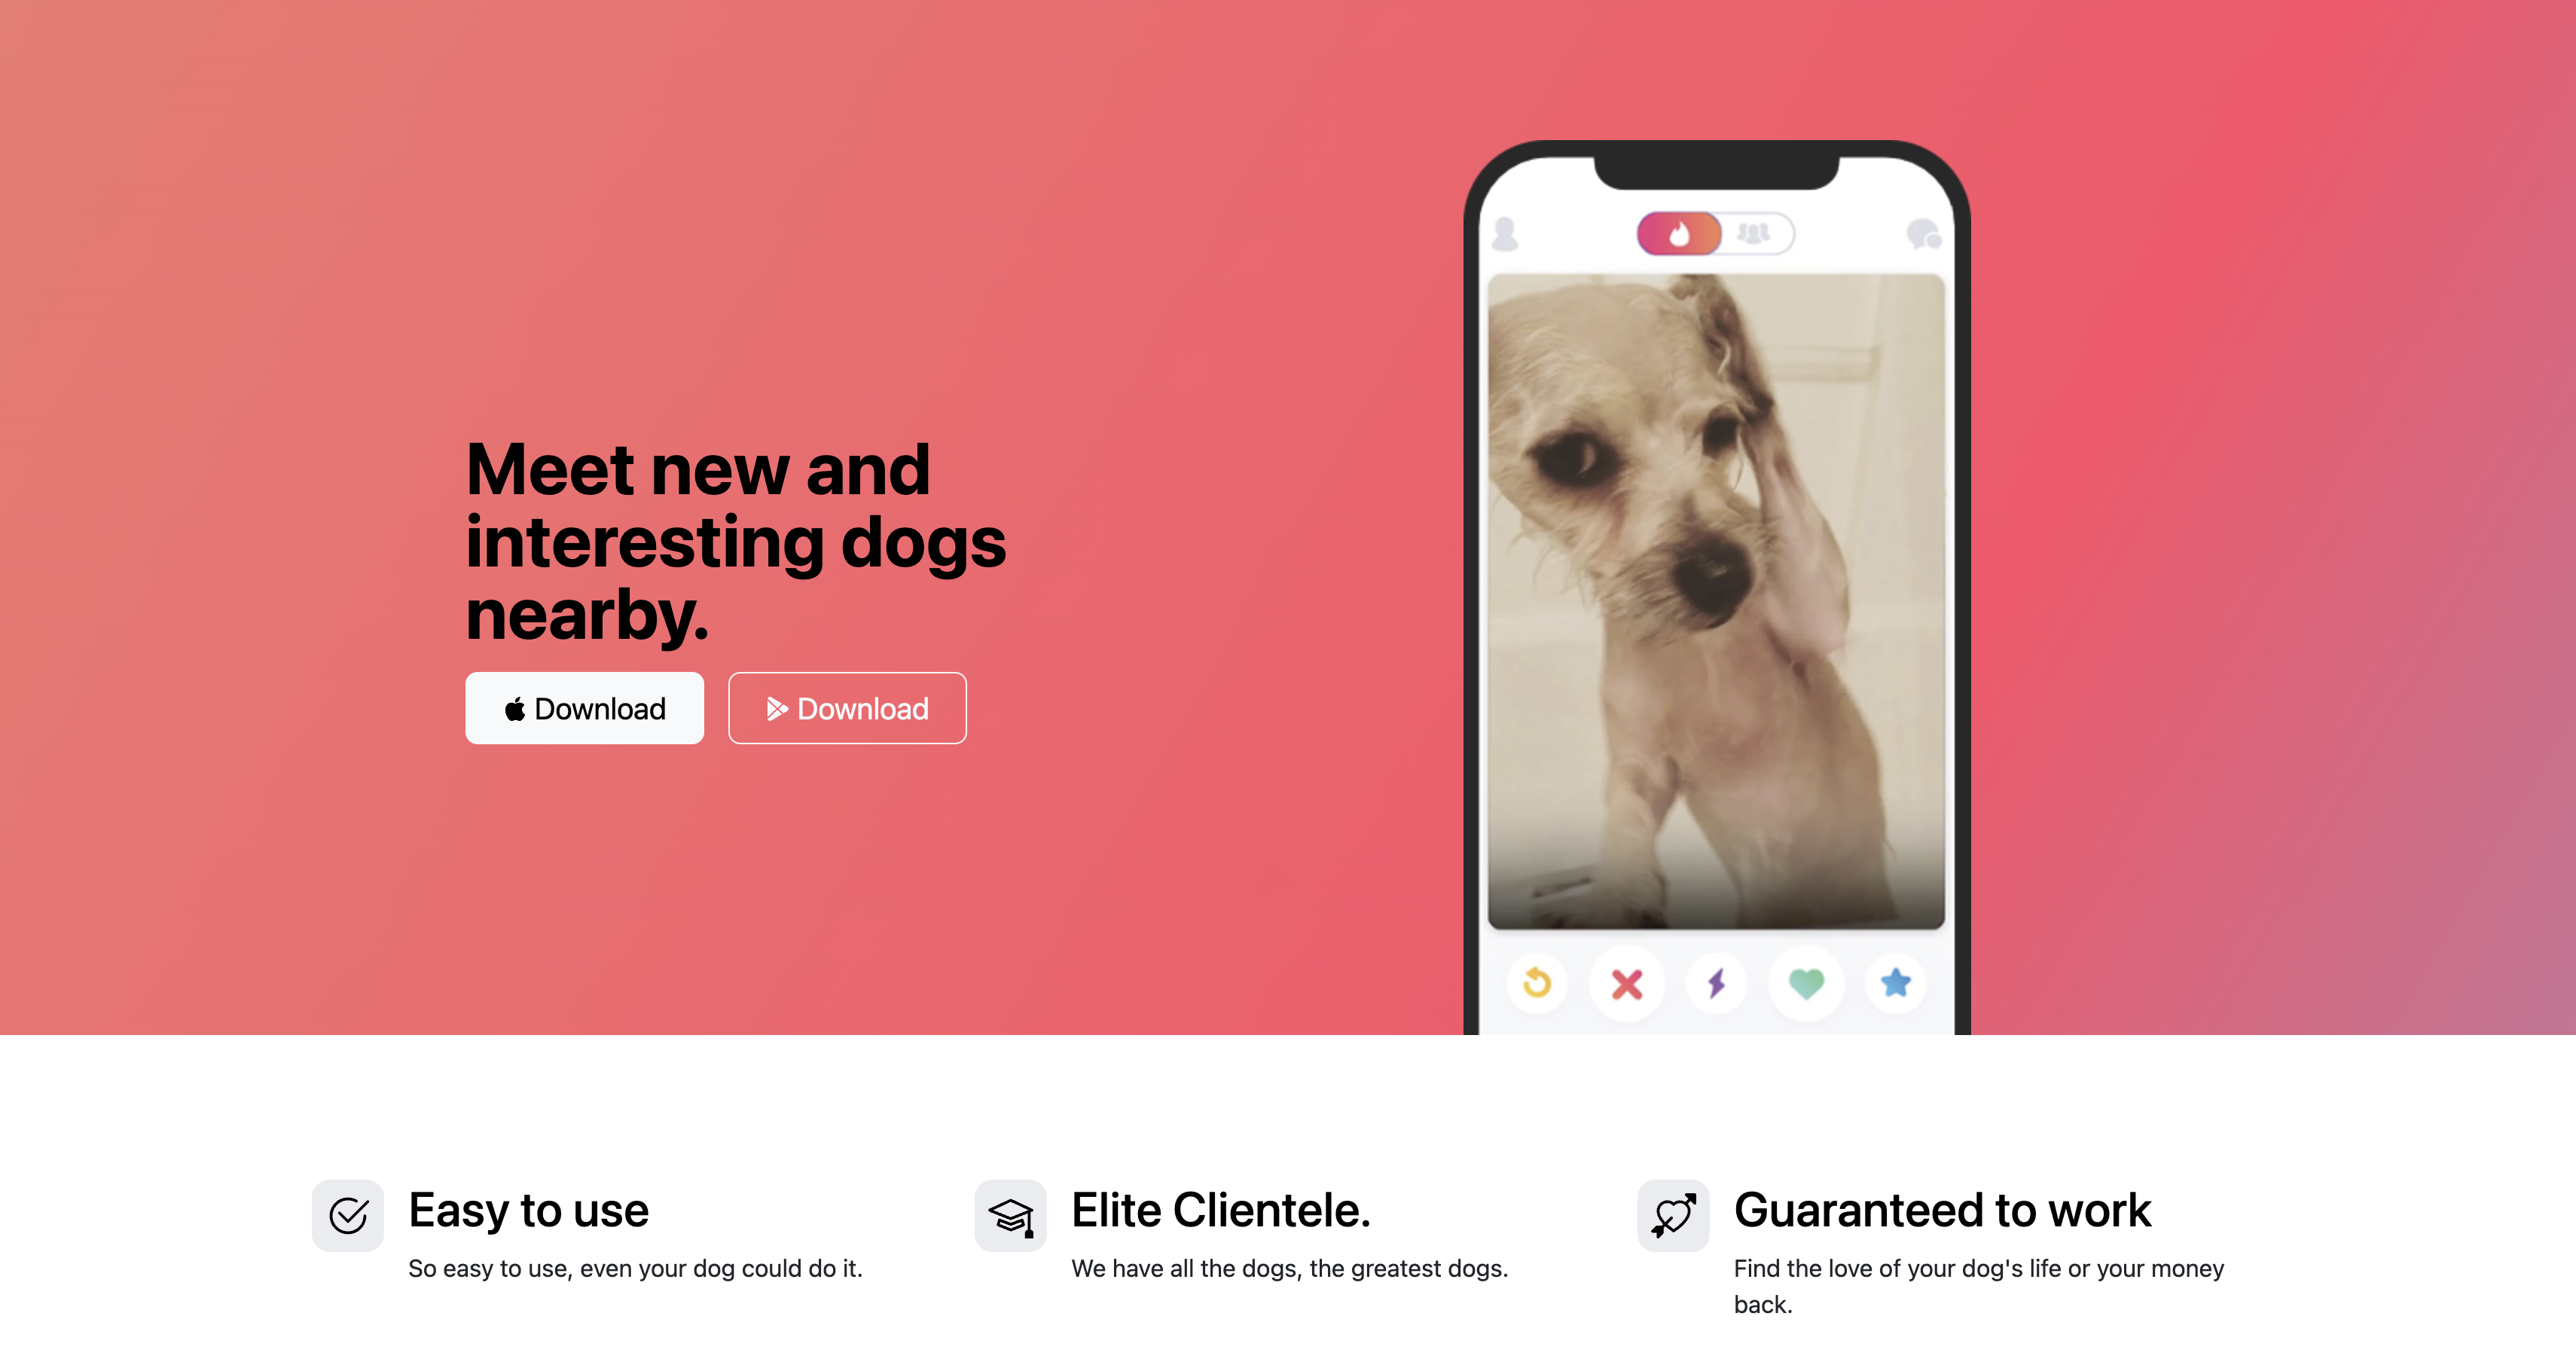 Meet new and
interesting dogs
nearby.
Download
Download
Easy to use
So easy to use, even your dog could do it.
Elite Clientele.
We have all the dogs, the greatest dogs.
Guaranteed to work
Find the love of your dog's life or your money
back.